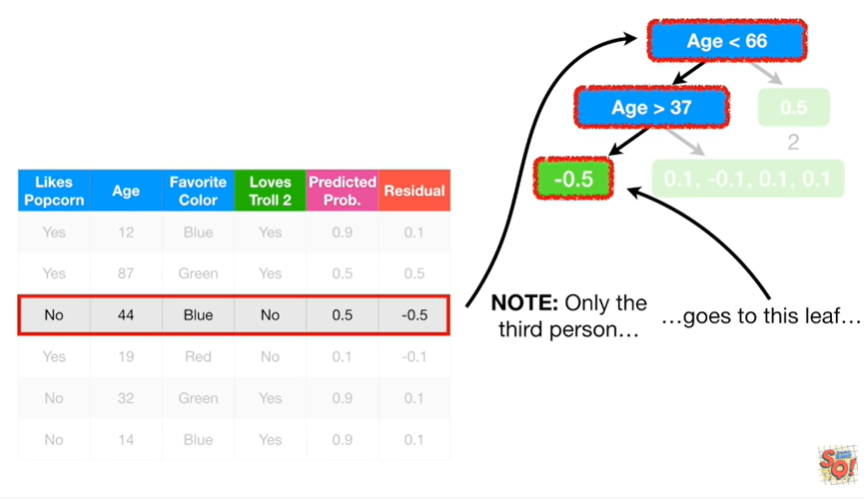 Age < 66
Age > 37
0.5
2
-0.5
0.1, -0.1, 0.1, 0.1
Likes Popcorn Age Favorite Color Loves Troll 2 Predicted Prob. Residual
Yes 12 Blue Yes 0.9 0.1
Yes 87 Green Yes 0.5 0.5
No 44 Blue No 0.5 -0.5
Yes 19 Red No 0.1 -0.1
No 32 Green Yes 0.9 0.1
No 14 Blue Yes 0.9 0.1
NOTE: Only the
third person…
…goes to this leaf…
SQ!